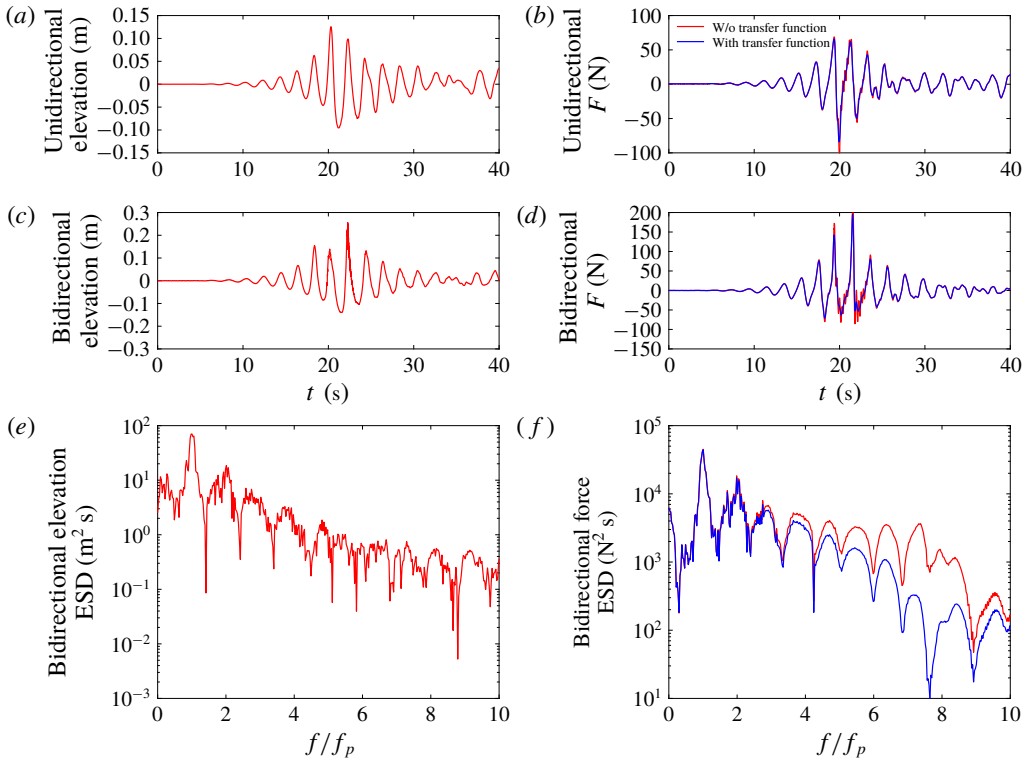 (a)
Unidirectional
elevation (m)
0.15
0.10
0.05
0
−0.05
−0.10
−0.15
0 10 20 30 40
(b)
Unidirectional
F (N)
100
50
0
−50
−100
0 10 20 30 40
W/o transfer function
With transfer function
(c)
Bidirectional
elevation (m)
0.3
0.2
0.1
0
−0.1
−0.2
−0.3
0 10 20 30 40
t (s)
(d)
Bidirectional
F (N)
200
150
100
50
0
−50
−100
−150
0 10 20 30 40
t (s)
(e)
Bidirectional elevation
ESD (m² s)
10²
10¹
10⁰
10⁻¹
10⁻²
10⁻³
0 2 4 6 8 10
f/fₚ
(f)
Bidirectional force
ESD (N² s)
10⁵
10⁴
10³
10²
10¹
0 2 4 6 8 10
f/fₚ